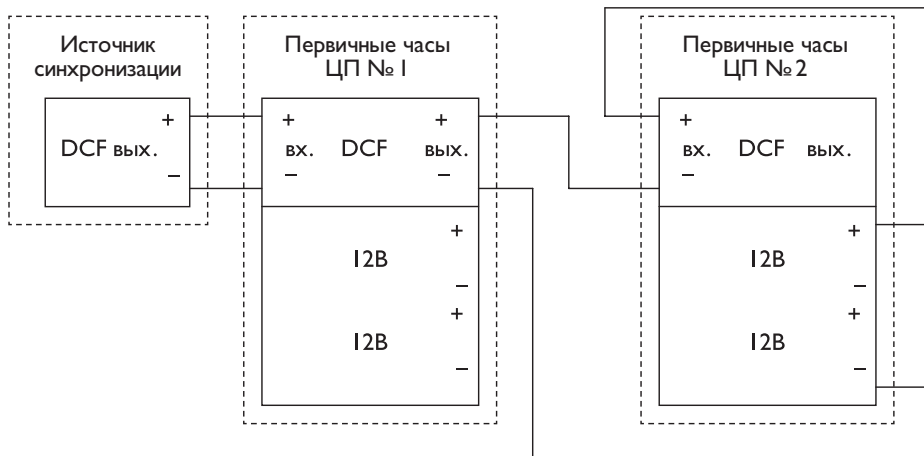 Источник
синхронизации
DCF вых.
+
−
Первичные часы
ЦП № 1
+ +
вх. DCF вых.
− −
+
12В
−
+
12В
−
Первичные часы
ЦП № 2
+
вх. DCF вых.
−
+
12В
−
+
12В
−